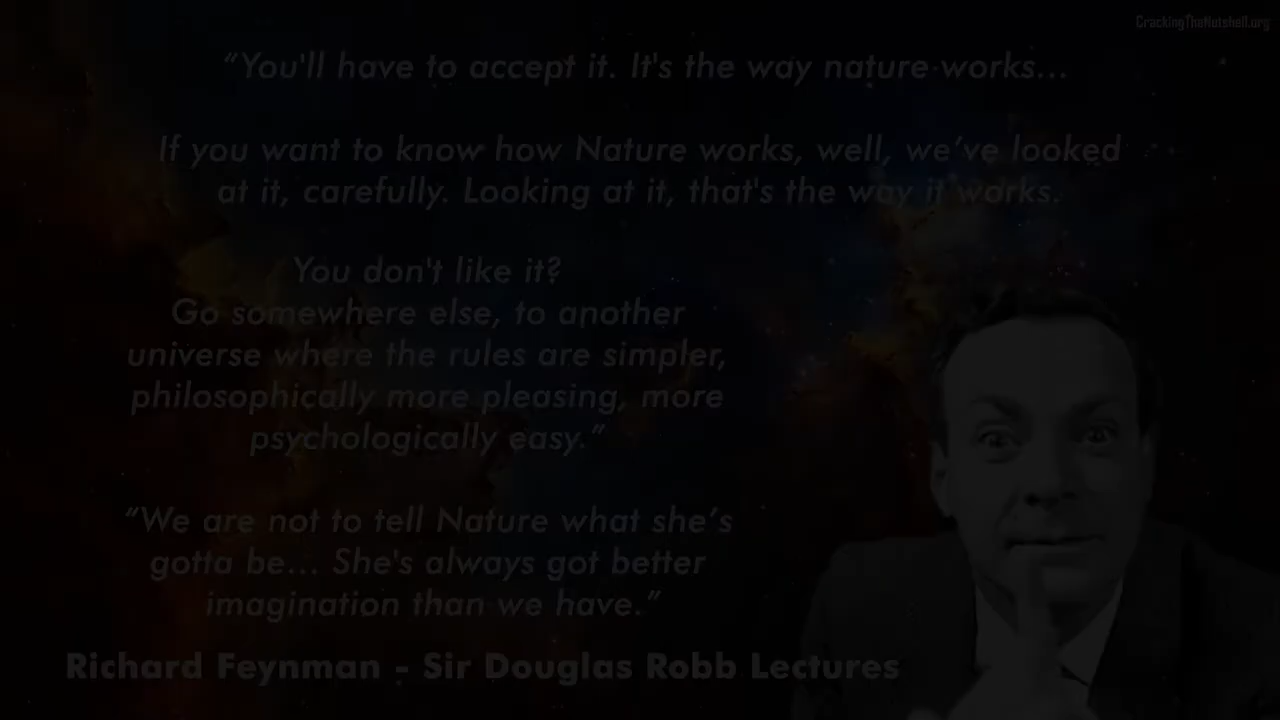 CrackingTheNutshell.org
“You'll have to accept it. It's the way nature works...
If you want to know how Nature works, well, we’ve looked
at it, carefully. Looking at it, that's the way it works.
You don't like it?
Go somewhere else, to another
universe where the rules are simpler,
philosophically more pleasing, more
psychologically easy.”
“We are not to tell Nature what she’s
gotta be... She's always got better
imagination than we have.”
Richard Feynman - Sir Douglas Robb Lectures